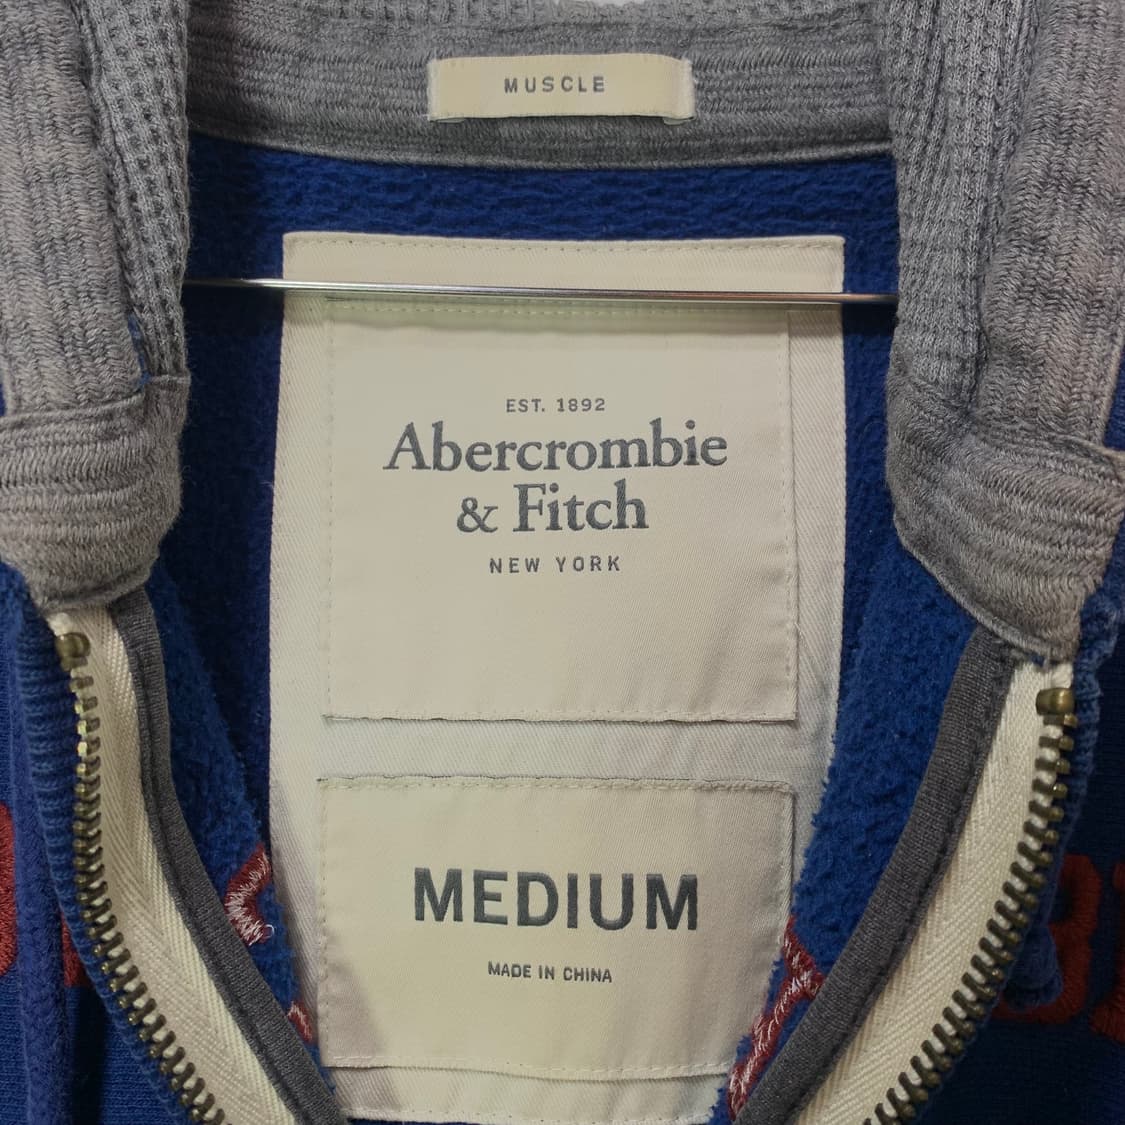 MUSCLE
EST. 1892
Abercrombie
& Fitch
NEW YORK
MEDIUM
MADE IN CHINA